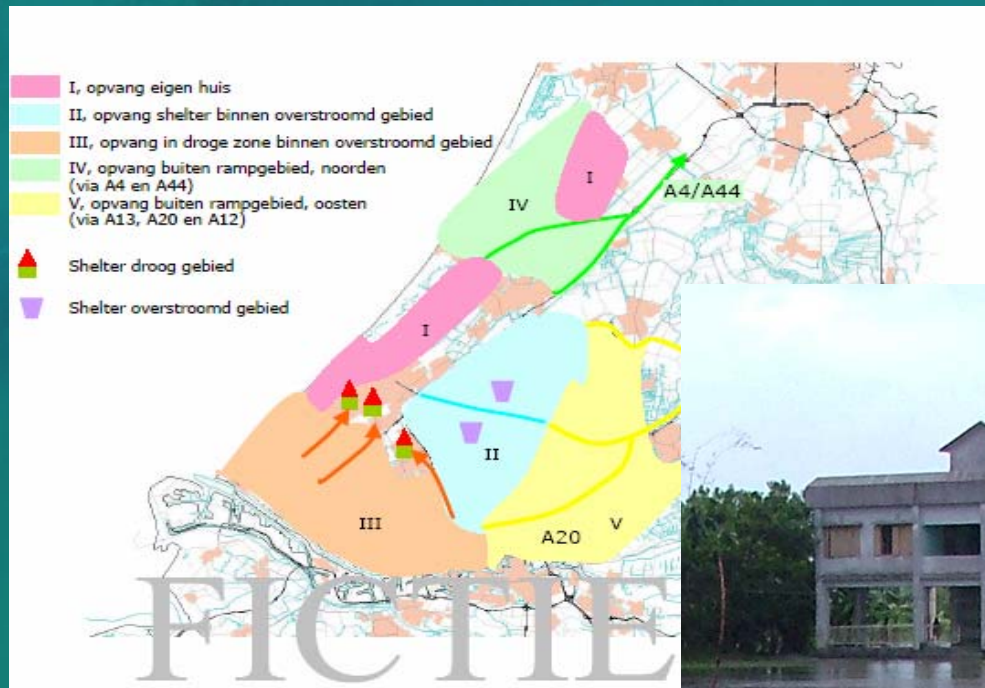 I, opvang eigen huis
II, opvang shelter binnen overstroomd gebied
III, opvang in droge zone binnen overstroomd gebied
IV, opvang buiten rampgebied, noorden
(via A4 en A44)
V, opvang buiten rampgebied, oosten
(via A13, A20 en A12)
Shelter droog gebied
Shelter overstroomd gebied
I
A4/A44
IV
I
II
III
A20
V
FICTIE